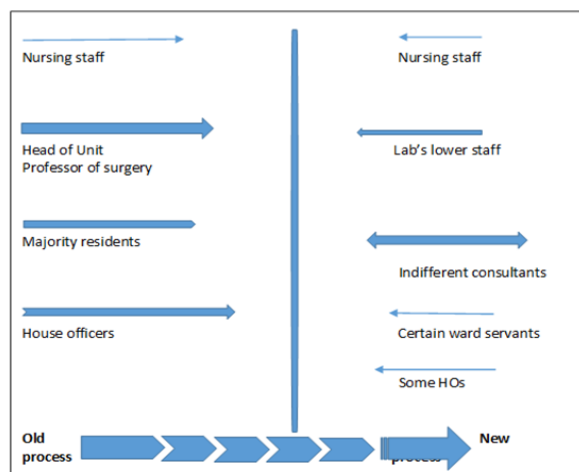 Nursing staff
Nursing staff
Head of Unit
Professor of surgery
Lab's lower staff
Majority residents
Indifferent consultants
House officers
Certain ward servants
Some HOs
Old
process
New
process